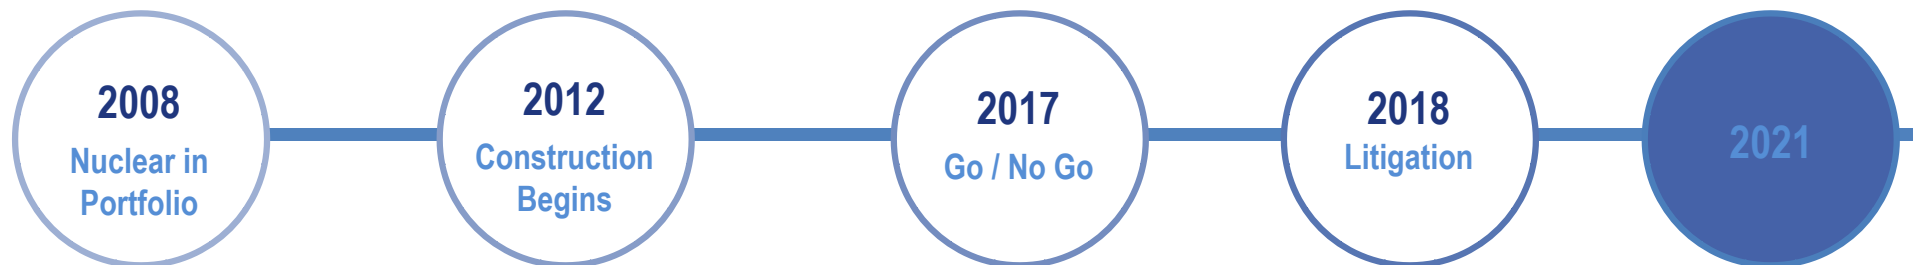 2008
Nuclear in
Portfolio
2012
Construction
Begins
2017
Go / No Go
2018
Litigation
2021